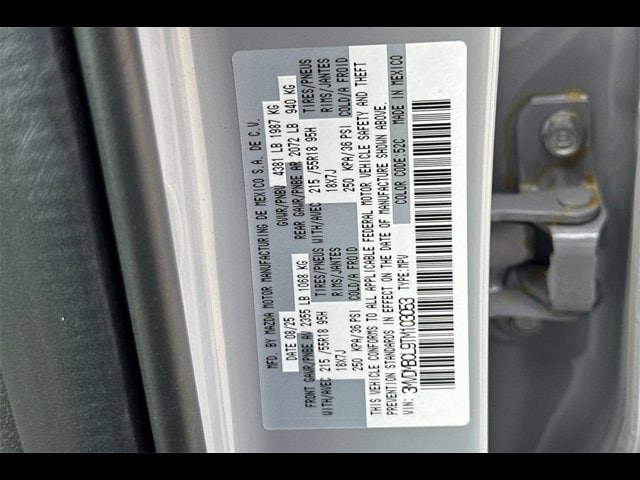 MFD. BY MAZDA MOTOR MANUFACTURING DE MEXICO S.A. DE C.V.
DATE 08/25 GVWR/PNBV 4381 LB 1987 KG
FRONT GAWR/PNBE AV 2355 LB 1068 KG REAR GAWR/PNBE AR 2072 LB 940 KG
WITH/AVEC 215 /55R18 95H TIRES/PNEUS WITH/AVEC 215 /55R18 95H TIRES/PNEUS
18X7J RIMS/JANTES 18X7J RIMS/JANTES
250 KPA/36 PSI COLD/A FROID 250 KPA/36 PSI COLD/A FROID
THIS VEHICLE CONFORMS TO ALL APPLICABLE FEDERAL MOTOR VEHICLE SAFETY AND THEFT
PREVENTION STANDARDS IN EFFECT ON THE DATE OF MANUFACTURE SHOWN ABOVE.
VIN: TYPE:MPV COLOR CODE:52C MADE IN MEXICO